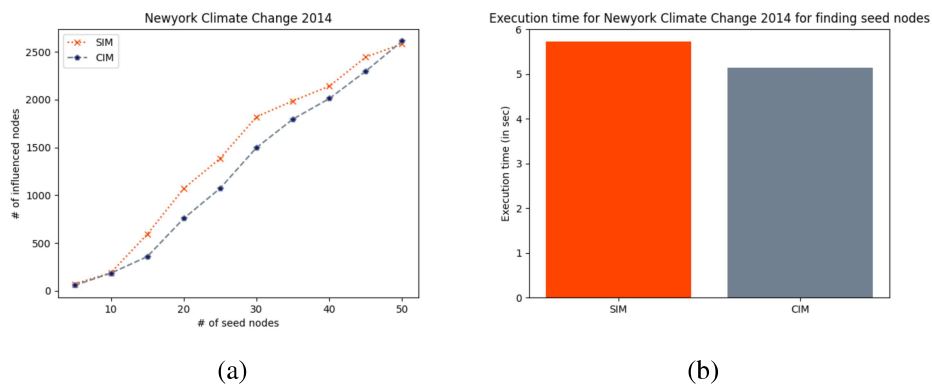 Newyork Climate Change 2014
SIM
CIM
2500
2000
1500
1000
500
0
# of influenced nodes
10
20
30
40
50
# of seed nodes
(a)
Execution time for Newyork Climate Change 2014 for finding seed nodes
6
5
4
3
2
1
0
Execution time (in sec)
SIM
CIM
(b)